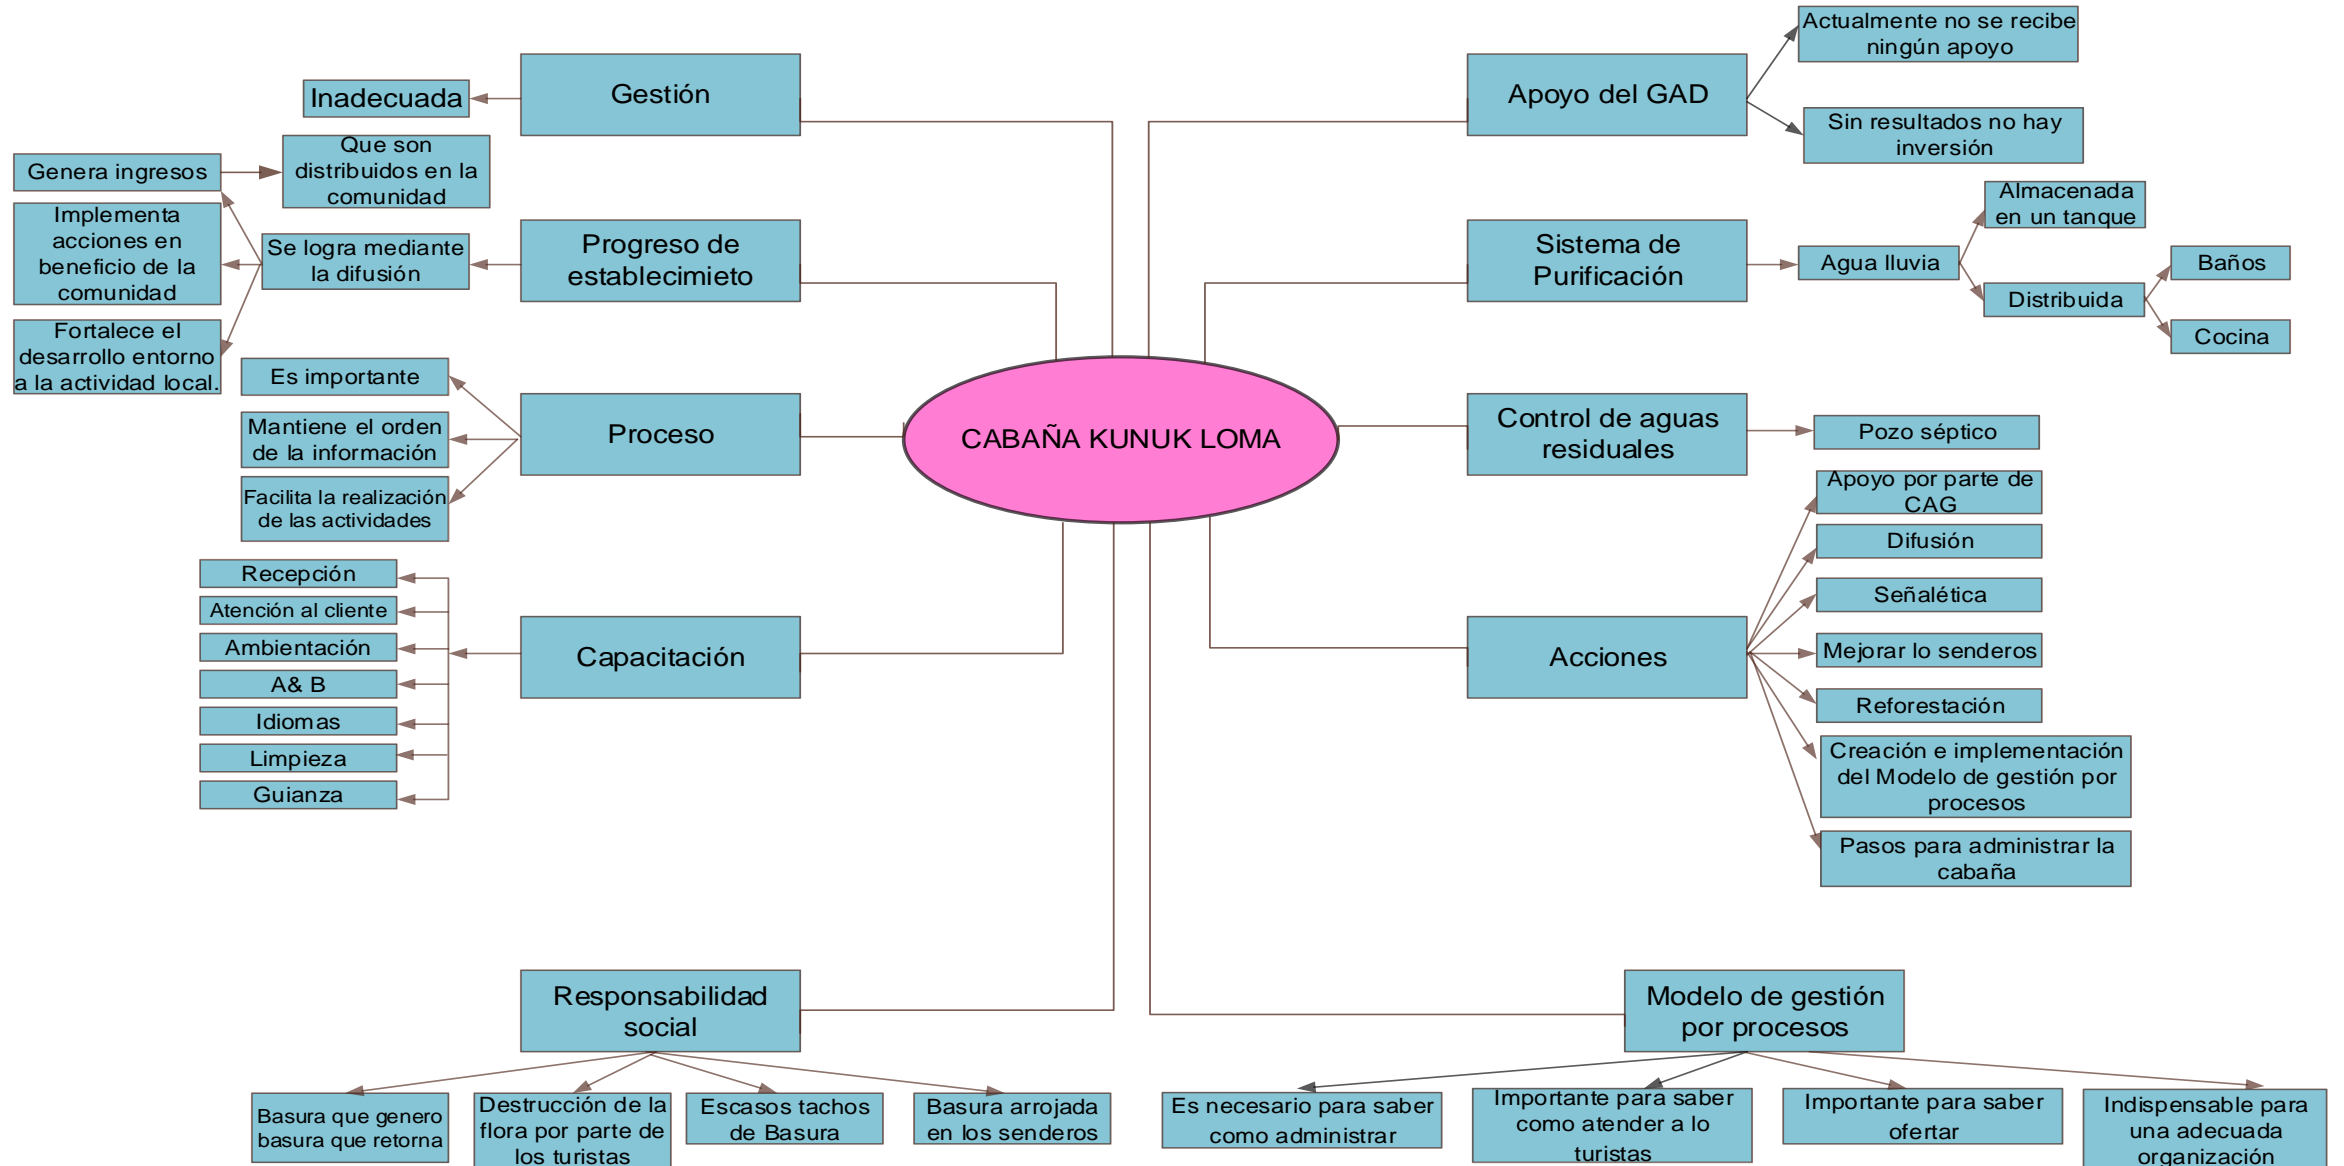 Gestión
Inadecuada
Progreso de
establecimieto
Se logra mediante
la difusión
Genera ingresos
Que son
distribuidos en la
comunidad
Implementa
acciones en
beneficio de la
comunidad
Fortalece el
desarrollo entorno
a la actividad local.
Proceso
Es importante
Mantiene el orden
de la información
Facilita la realización
de las actividades
Capacitación
Recepción
Atención al cliente
Ambientación
A& B
Idiomas
Limpieza
Guianza
Responsabilidad
social
Basura que genero
basura que retorna
Destrucción de la
flora por parte de
los turistas
Escasos tachos
de Basura
Basura arrojada
en los senderos
CABAÑA KUNUK LOMA
Apoyo del GAD
Actualmente no se recibe
ningún apoyo
Sin resultados no hay
inversión
Sistema de
Purificación
Agua lluvia
Almacenada
en un tanque
Distribuida
Baños
Cocina
Control de aguas
residuales
Pozo séptico
Acciones
Apoyo por parte de
CAG
Difusión
Señalética
Mejorar lo senderos
Reforestación
Creación e implementación
del Modelo de gestión por
procesos
Pasos para administrar la
cabaña
Modelo de gestión
por procesos
Es necesario para saber
como administrar
Importante para saber
como atender a lo
turistas
Importante para saber
ofertar
Indispensable para
una adecuada
organización